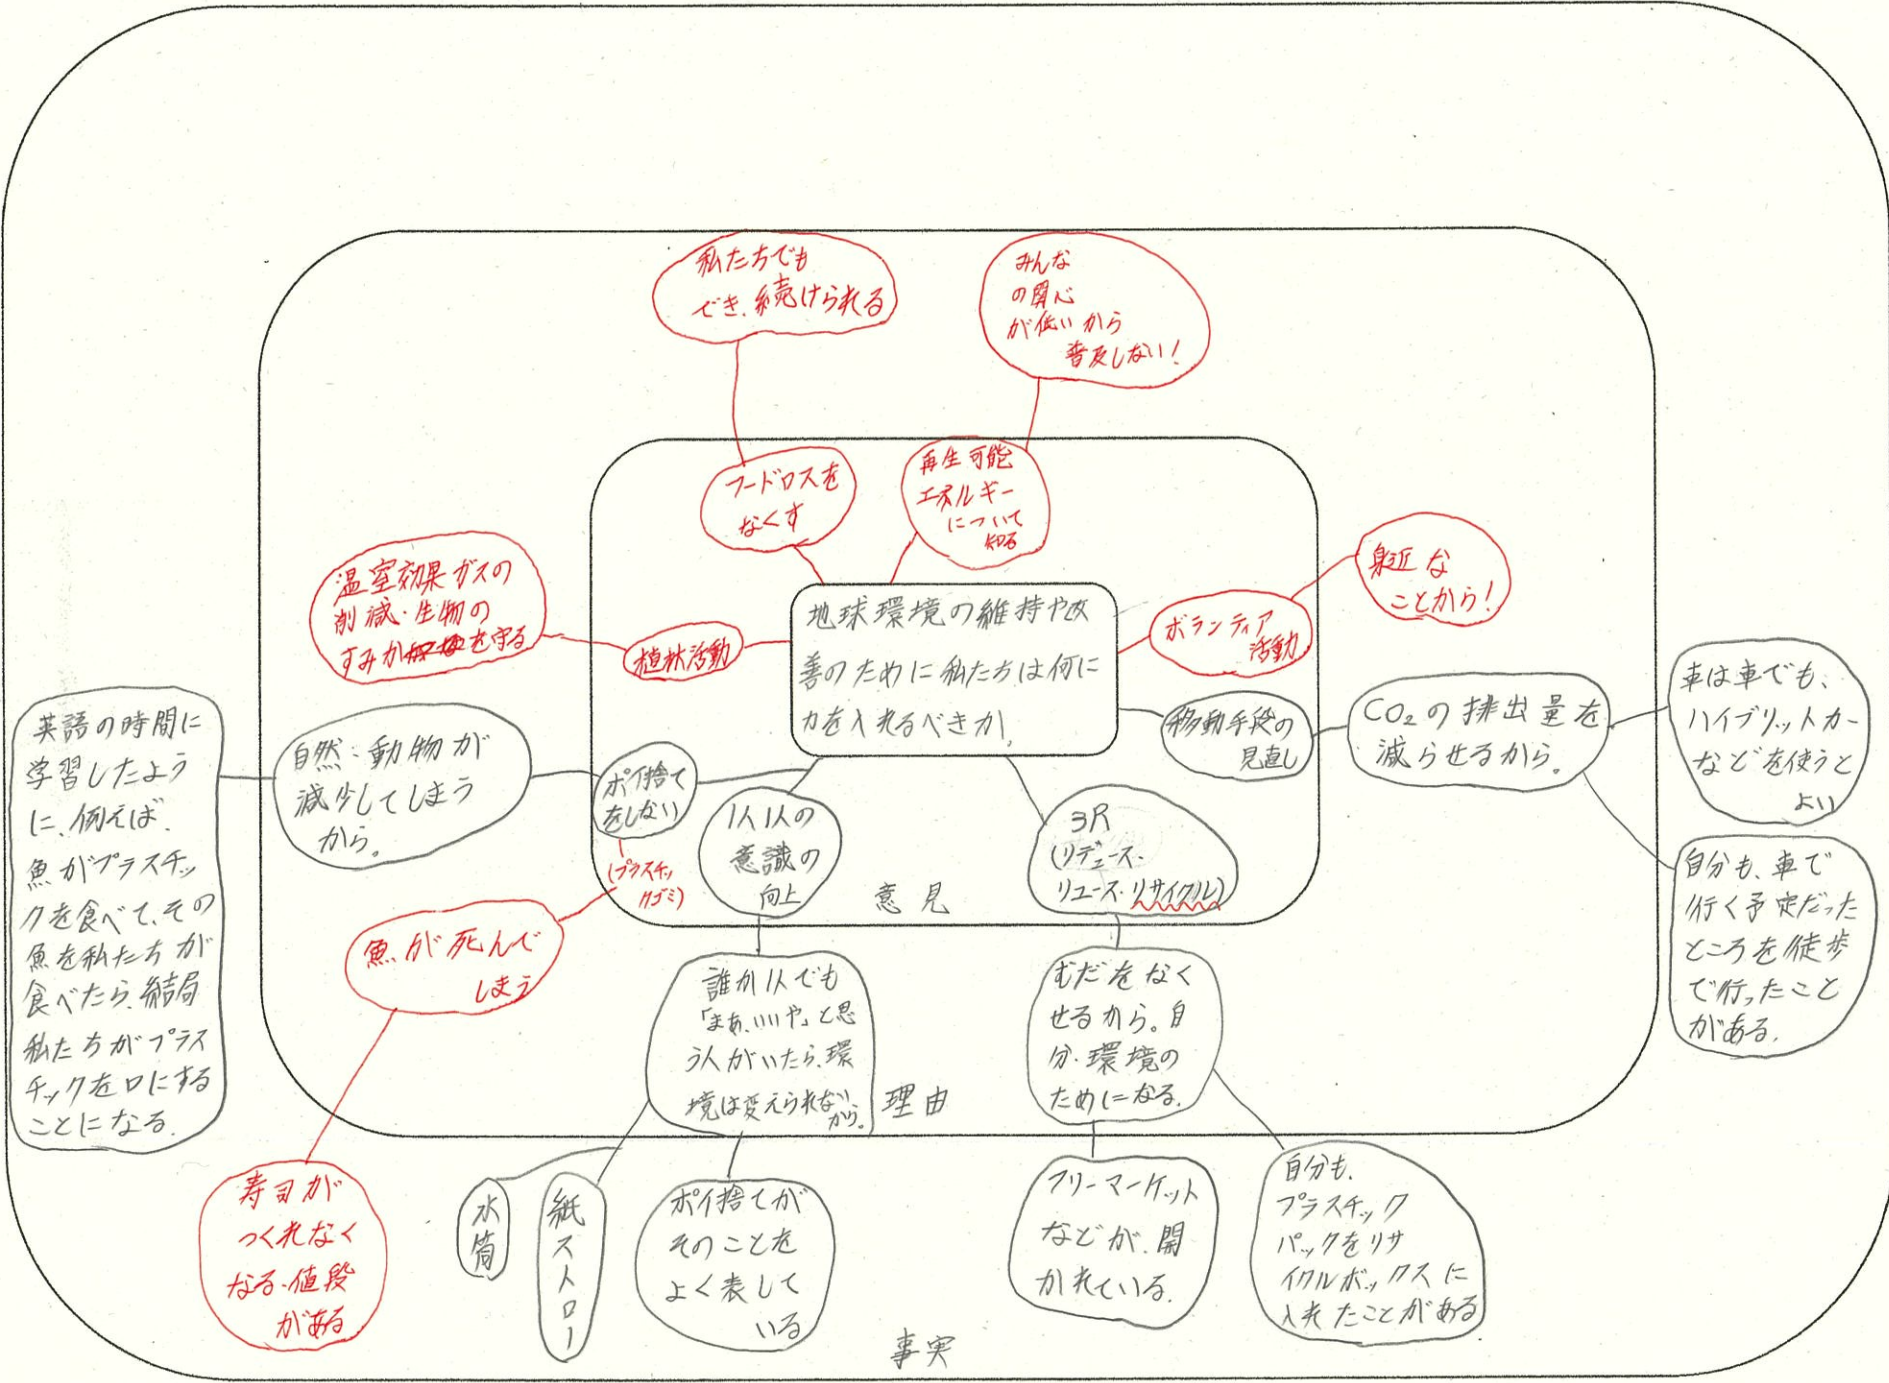 私たちでも
でき、続けられる
みんな
の関心
が低いから
普及しない!
フードロスを
なくす
再生可能
エネルギー
について
知る
温室効果ガスの
削減・生物の
すみかを守る
植林活動
地球環境の維持や改
善のために私たちは何に
力を入れるべきか。
ボランティア
活動
身近な
ことから!
移動手段の
見直し
CO₂の排出量を
減らせるから。
車は車でも、
ハイブリットカー
などを使うと
よい
自分も、車で
行く予定だった
ところを徒歩
で行ったこと
がある。
英語の時間に
学習したよう
に、例えば、
魚がプラスチッ
クを食べて、その
魚を私たちが
食べたら、結局
私たちがプラス
チックを口にする
ことになる。
自然・動物が
減少してしまう
から。
ポイ捨て
をしない
(プラスチッ
クゴミ)
魚が死んで
しまう
寿司が
つくれなく
なる・値段
がある
1人1人の
意識の
向上
意見
3R
(リデュース・
リユース・リサイクル)
誰か1人でも
「まあ、いいや」と思
う人がいたら、環
境は変えられない
から。
理由
むだをなく
せるから。自
分・環境の
ためになる。
水筒
紙ストロー
ポイ捨てが
そのことを
よく表して
いる
フリーマーケット
などが、開
かれている。
自分も、
プラスチック
パックをリサ
イクルボックスに
入れたことがある
事実